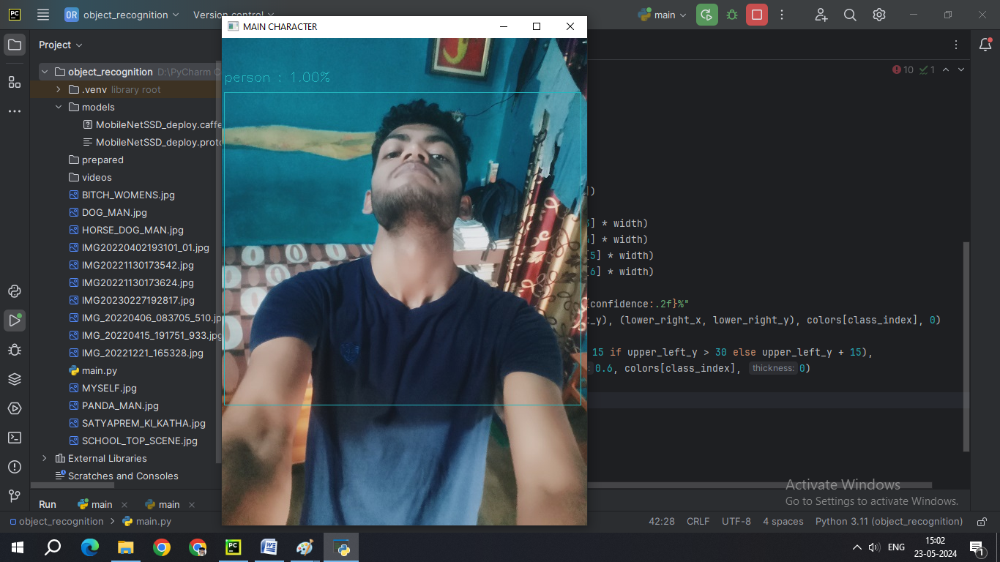 PC
OR object_recognition
Version control
main
MAIN CHARACTER
Project
object_recognition D:\PyCharm C
.venv library root
models
MobileNetSSD_deploy.caffe
MobileNetSSD_deploy.proto
prepared
videos
BITCH_WOMENS.jpg
DOG_MAN.jpg
HORSE_DOG_MAN.jpg
IMG20220402193101_01.jpg
IMG20221130173542.jpg
IMG20221130173624.jpg
IMG20230227192817.jpg
IMG_20220406_083705_510.jp
IMG_20220415_191751_933.jpg
IMG_20221221_165328.jpg
main.py
MYSELF.jpg
PANDA_MAN.jpg
SATYAPREM_KI_KATHA.jpg
SCHOOL_TOP_SCENE.jpg
External Libraries
Scratches and Consoles
person : 1.00%
10 1
)
] * width)
] * width)
5] * width)
6] * width)
confidence:.2f}%"
t_y), (lower_right_x, lower_right_y), colors[class_index], 0)
15 if upper_left_y > 30 else upper_left_y + 15),
: 0.6, colors[class_index], thickness: 0)
Activate Windows
Go to Settings to activate Windows.
Run main main
object_recognition > main.py
42:28 CRLF UTF-8 4 spaces Python 3.11 (object_recognition)
PC
W
ENG
15:02
23-05-2024
1